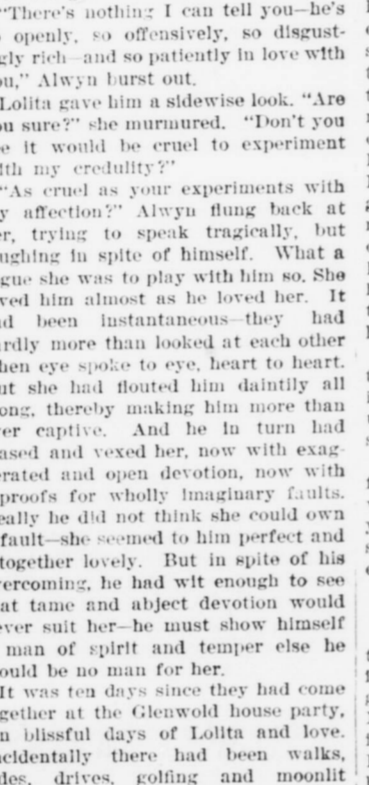 "There's nothing I can tell you—he's
openly, so offensively, so disgust-
gly rich—and so patiently in love with
ou," Alwyn burst out.
Lolita gave him a sidewise look. "Are
ou sure?" she murmured. "Don't you
e it would be cruel to experiment
ith my credulity?"
"As cruel as your experiments with
y affection?" Alwyn flung back at
er, trying to speak tragically, but
ughing in spite of himself. What a
gue she was to play with him so. She
ved him almost as he loved her. It
d been instantaneous—they had
rdly more than looked at each other
hen eye spoke to eye, heart to heart.
ut she had flouted him daintily all
ong, thereby making him more than
er captive. And he in turn had
ased and vexed her, now with exag-
erated and open devotion, now with
proofs for wholly imaginary faults.
eally he did not think she could own
fault—she seemed to him perfect and
together lovely. But in spite of his
ercoming, he had wit enough to see
at tame and abject devotion would
ever suit her—he must show himself
man of spirit and temper else he
ould be no man for her.
It was ten days since they had come
gether at the Glenwold house party,
n blissful days of Lolita and love.
cidentally there had been walks,
des, drives, golfing and moonlit